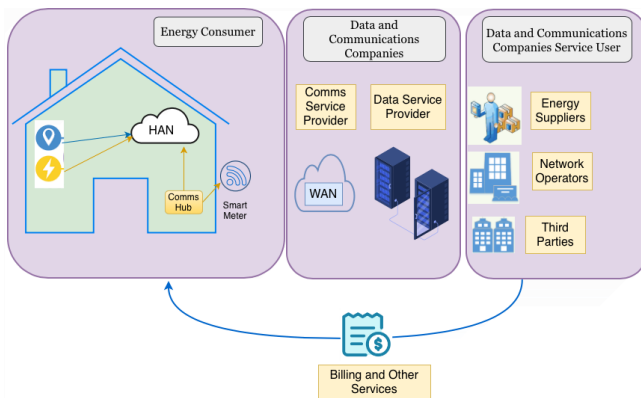 Energy Consumer
Data and
Communications
Companies
Data and Communications
Companies Service User
HAN
Comms
Hub
Smart
Meter
Comms
Service
Provider
Data Service
Provider
WAN
Energy
Suppliers
Network
Operators
Third
Parties
$
Billing and Other
Services